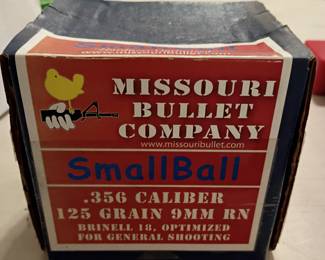 MISSOURI
BULLET
COMPANY
www.missouribullet.com
SmallBall
.356 CALIBER
125 GRAIN 9MM RN
BRINELL 18, OPTIMIZED
FOR GENERAL SHOOTING